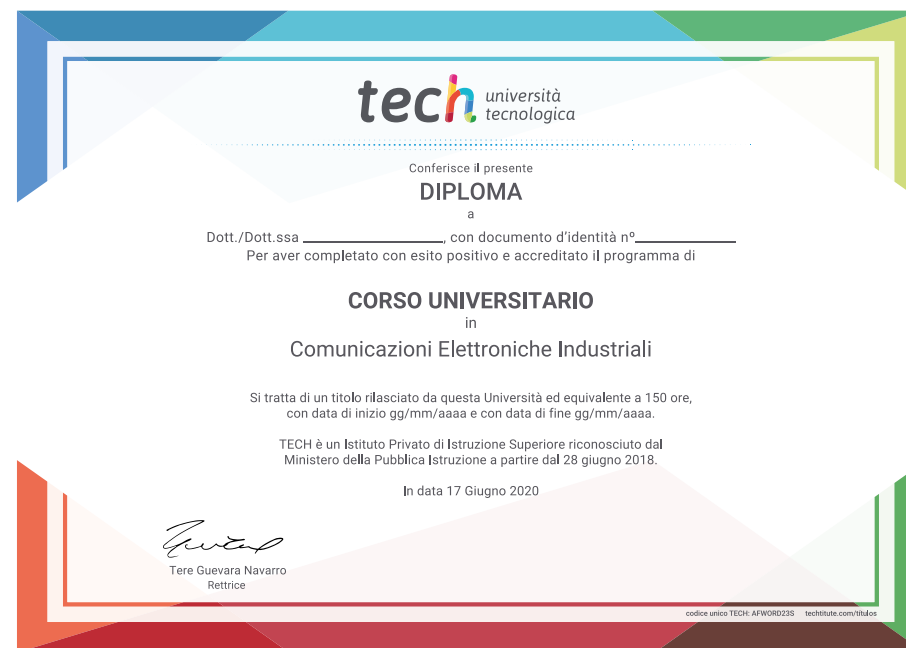 tech università
tecnologica
Conferisce il presente
DIPLOMA
a
Dott./Dott.ssa ____________________, con documento d'identità nº______________
Per aver completato con esito positivo e accreditato il programma di
CORSO UNIVERSITARIO
in
Comunicazioni Elettroniche Industriali
Si tratta di un titolo rilasciato da questa Università ed equivalente a 150 ore,
con data di inizio gg/mm/aaaa e con data di fine gg/mm/aaaa.
TECH è un Istituto Privato di Istruzione Superiore riconosciuto dal
Ministero della Pubblica Istruzione a partire dal 28 giugno 2018.
In data 17 Giugno 2020
Tere Guevara Navarro
Rettrice
codice unico TECH: AFWORD23S techtitute.com/títulos